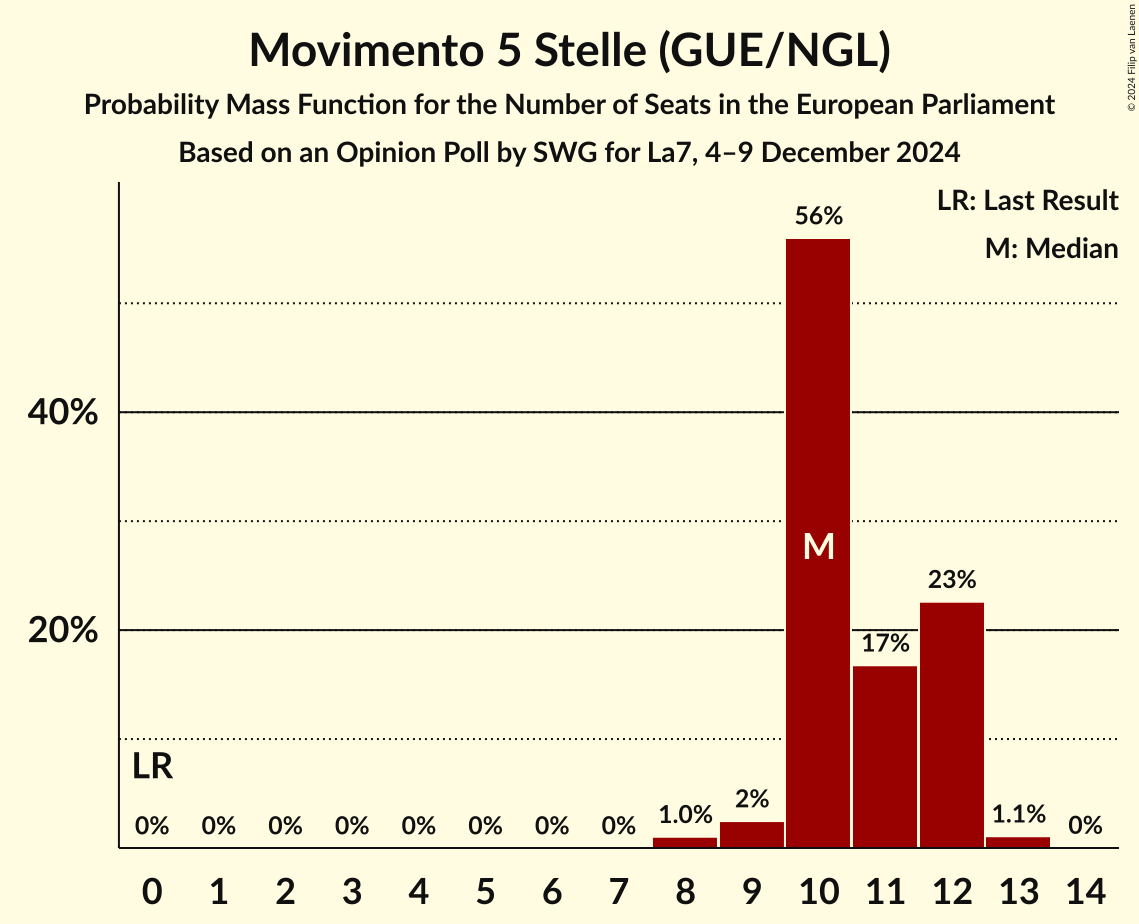 Movimento 5 Stelle (GUE/NGL)
Probability Mass Function for the Number of Seats in the European Parliament
Based on an Opinion Poll by SWG for La7, 4–9 December 2024
© 2024 Filip van Laenen
LR: Last Result
M: Median
56%
40%
M
23%
20%
17%
LR
0% 0% 0% 0% 0% 0% 0% 0% 1.0% 2% 1.1% 0%
0 1 2 3 4 5 6 7 8 9 10 11 12 13 14